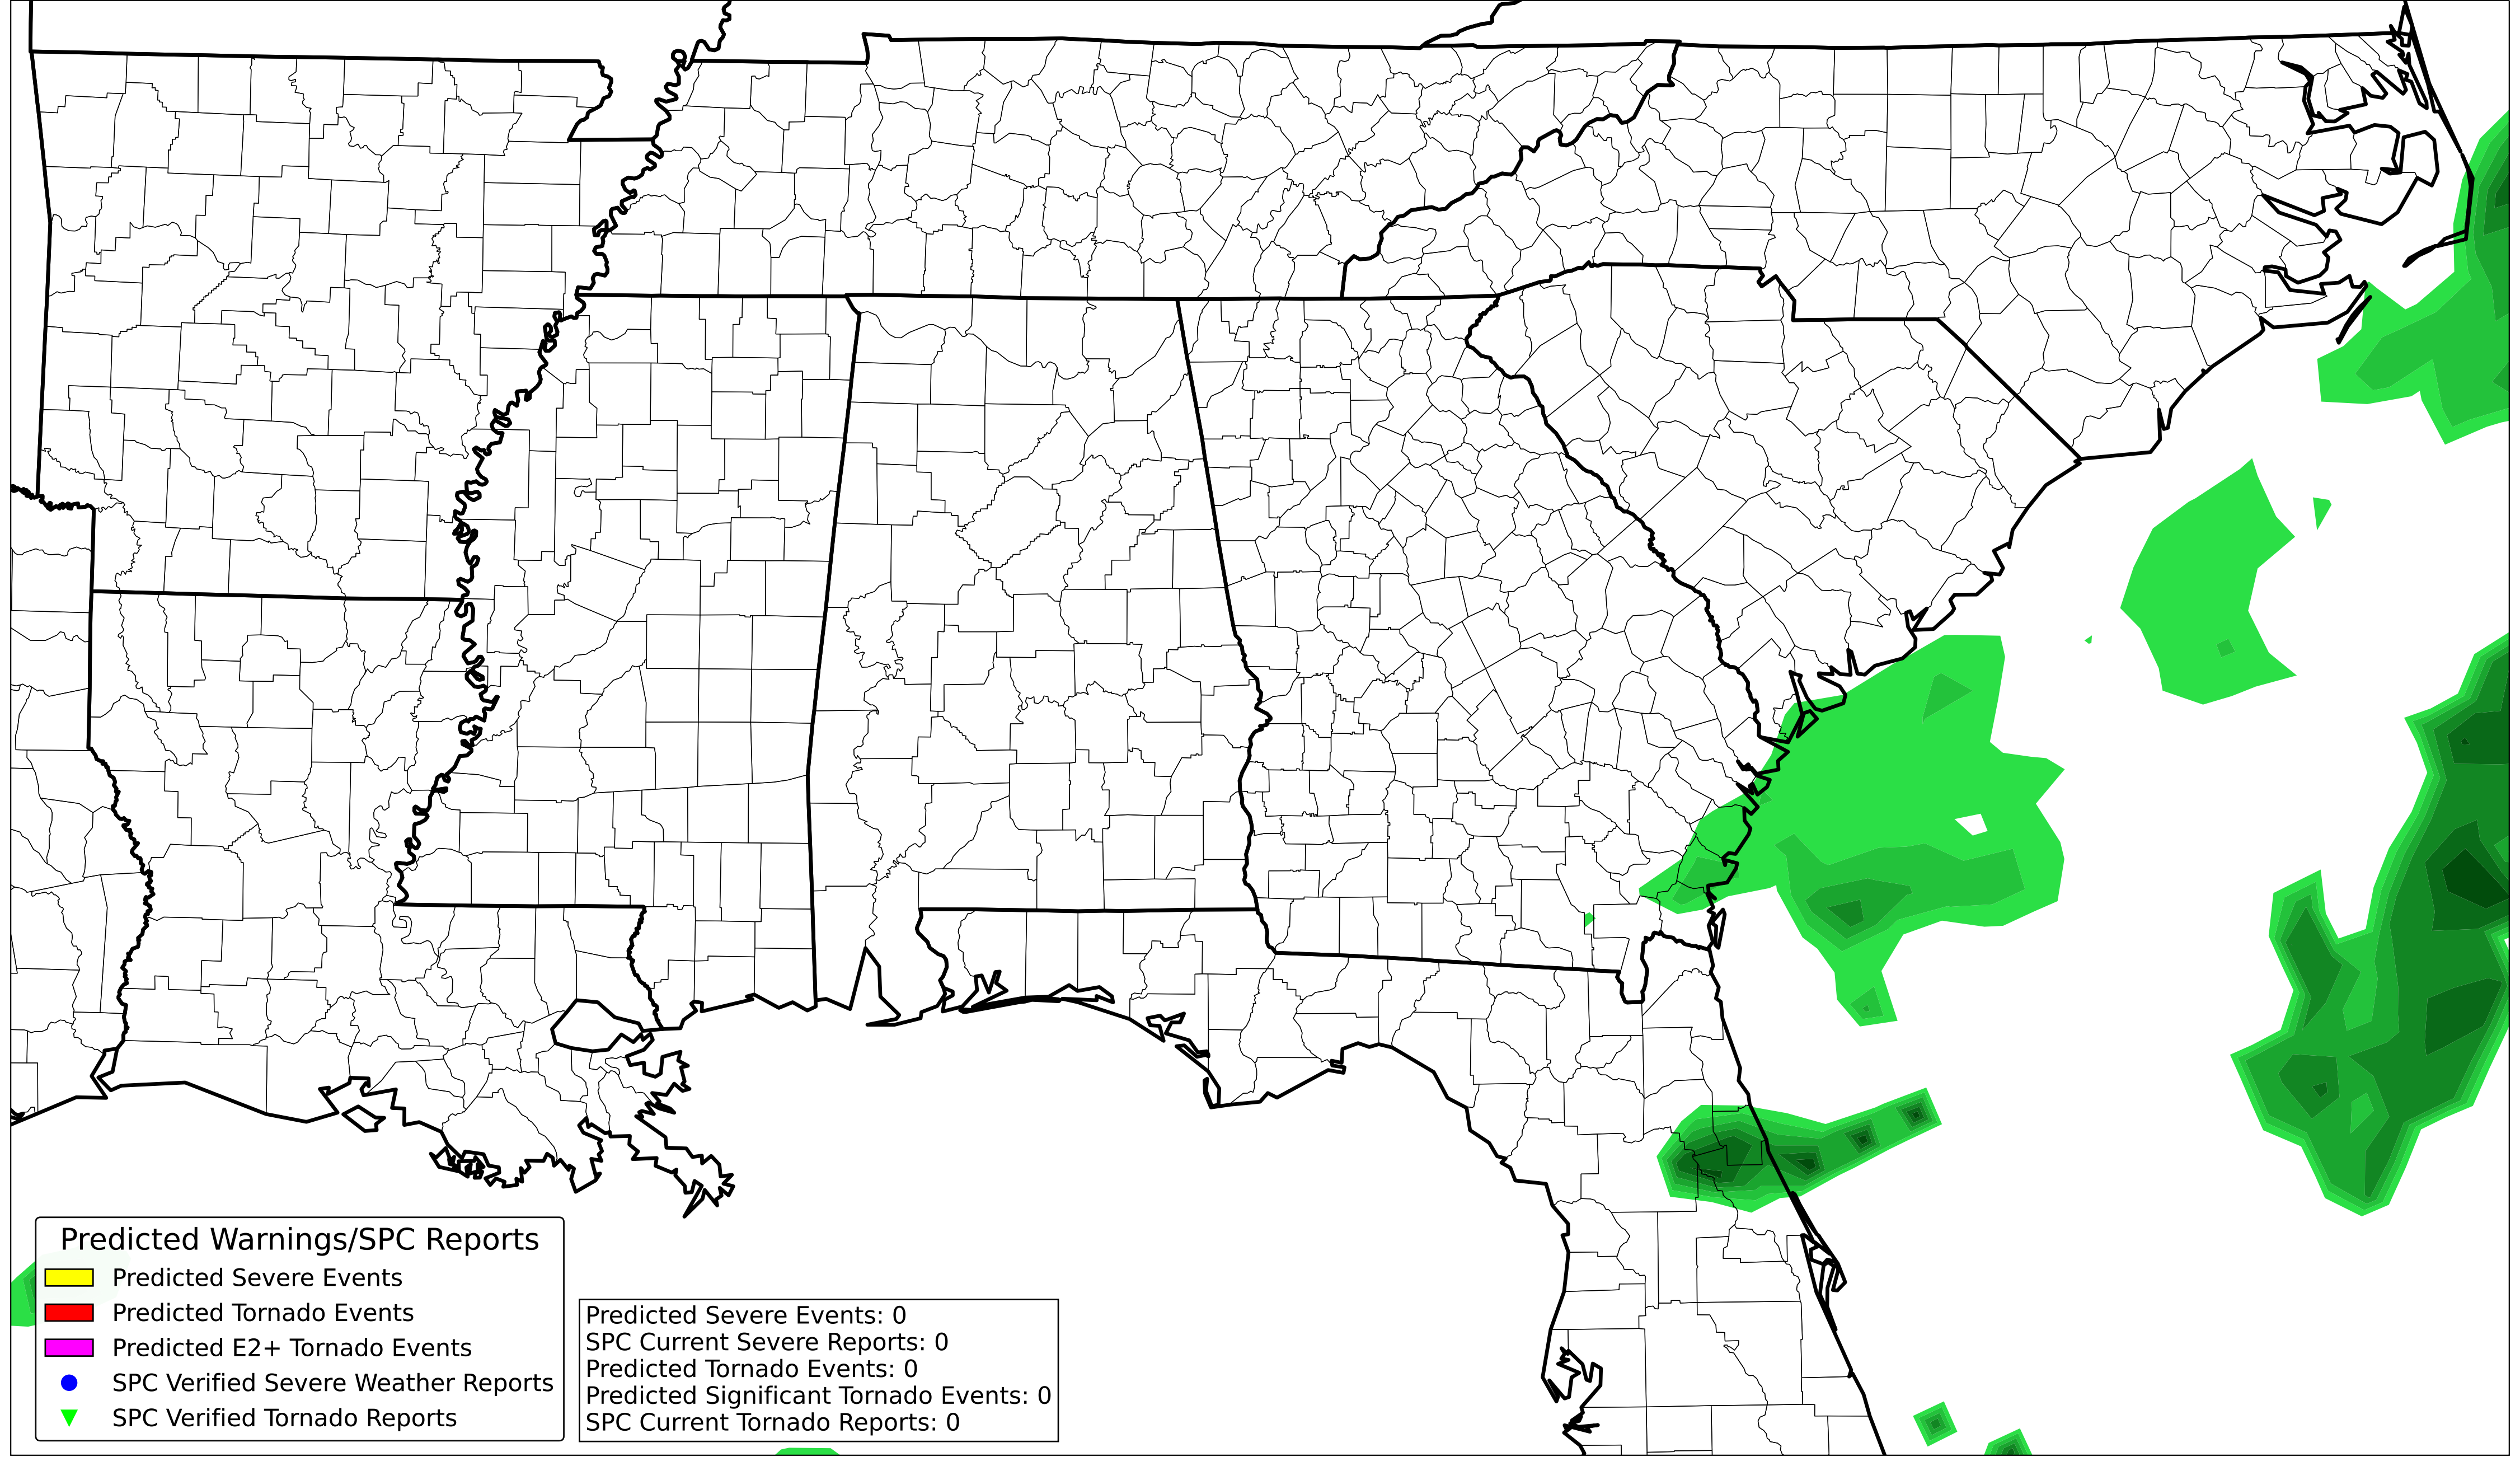 Predicted Warnings/SPC Reports
Predicted Severe Events
Predicted Tornado Events
Predicted E2+ Tornado Events
SPC Verified Severe Weather Reports
SPC Verified Tornado Reports
Predicted Severe Events: 0
SPC Current Severe Reports: 0
Predicted Tornado Events: 0
Predicted Significant Tornado Events: 0
SPC Current Tornado Reports: 0